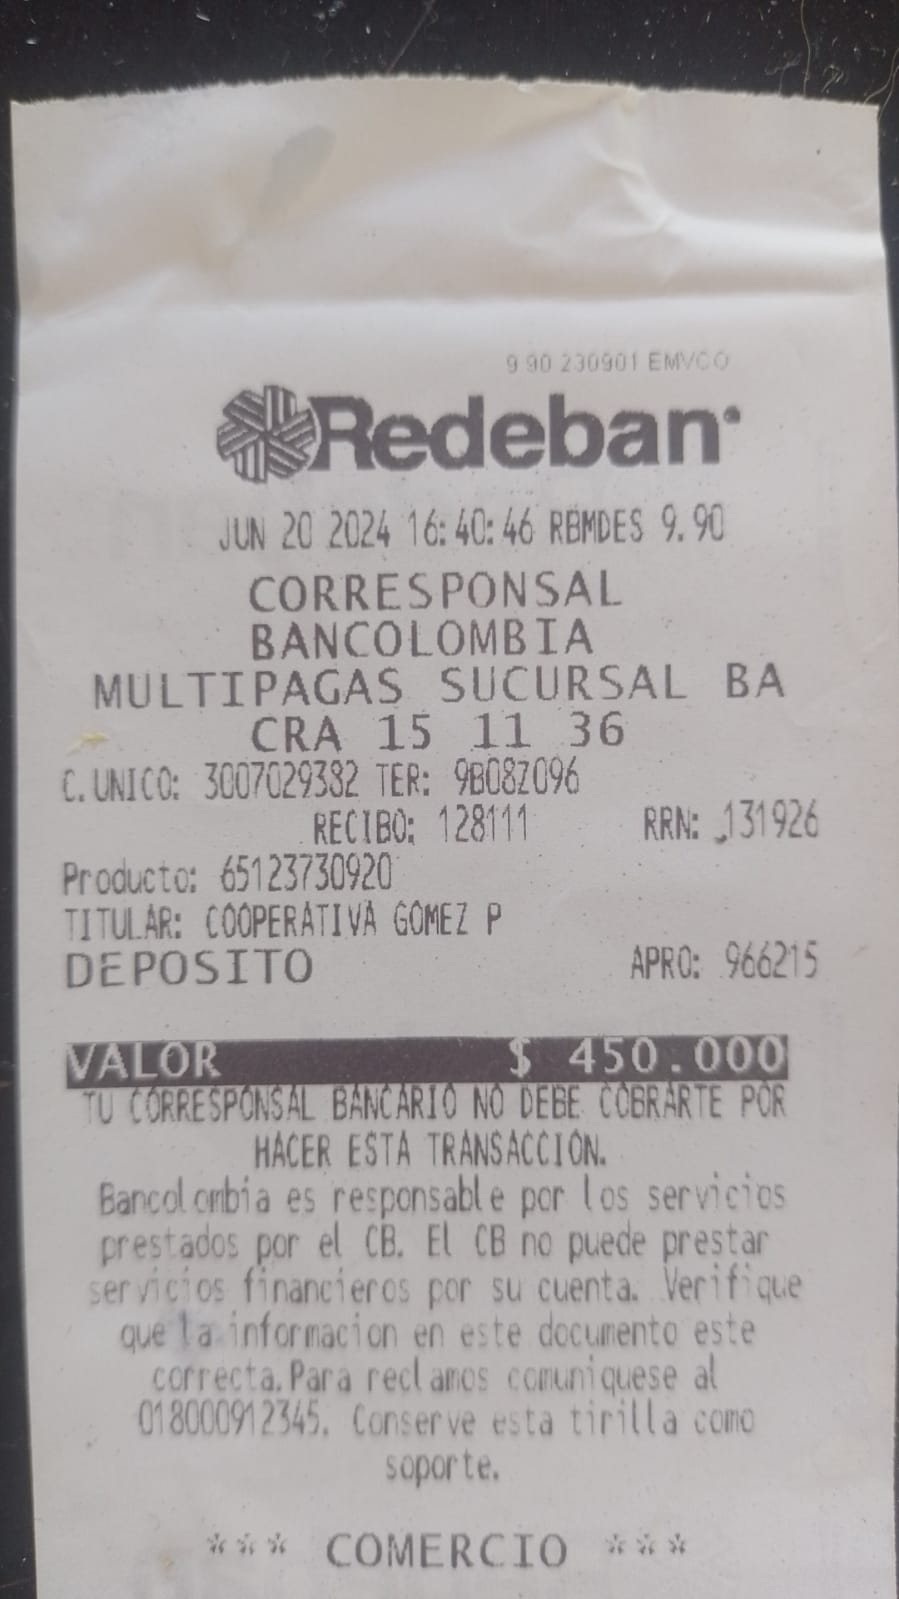 9 90 230901 EMVCO
Redeban
JUN 20 2024 16:40:46 RBMDES 9.90
CORRESPONSAL
BANCOLOMBIA
MULTIPAGAS SUCURSAL BA
CRA 15 11 36
C. UNICO: 3007029382 TER: 9B08Z096
RECIBO: 128111 RRN: 131926
Producto: 65123730920
TITULAR: COOPERATIVA GOMEZ P
DEPOSITO APRO: 966215
VALOR $ 450.000
TU CORRESPONSAL BANCARIO NO DEBE COBRARTE POR
HACER ESTA TRANSACCION.
Bancolombia es responsable por los servicios
prestados por el CB. El CB no puede prestar
servicios financieros por su cuenta. Verifique
que la informacion en este documento este
correcta. Para reclamos comuniquese al
018000912345. Conserve esta tirilla como
soporte.
*** COMERCIO ***